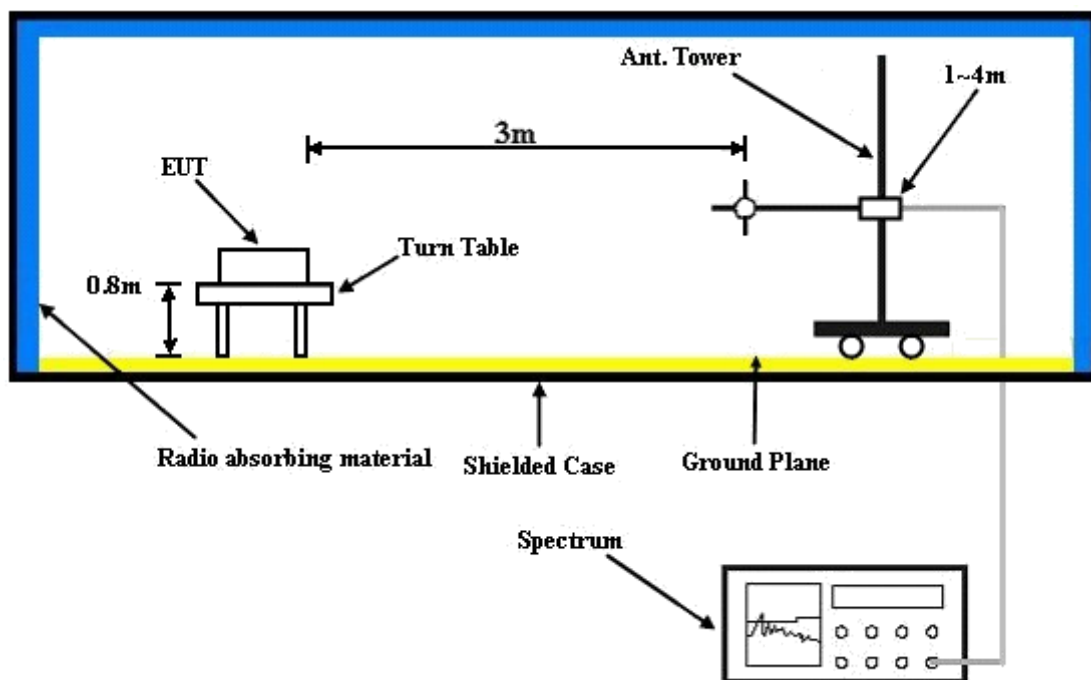 Ant. Tower
1~4m
3m
EUT
Turn Table
0.8m
Radio absorbing material
Shielded Case
Ground Plane
Spectrum